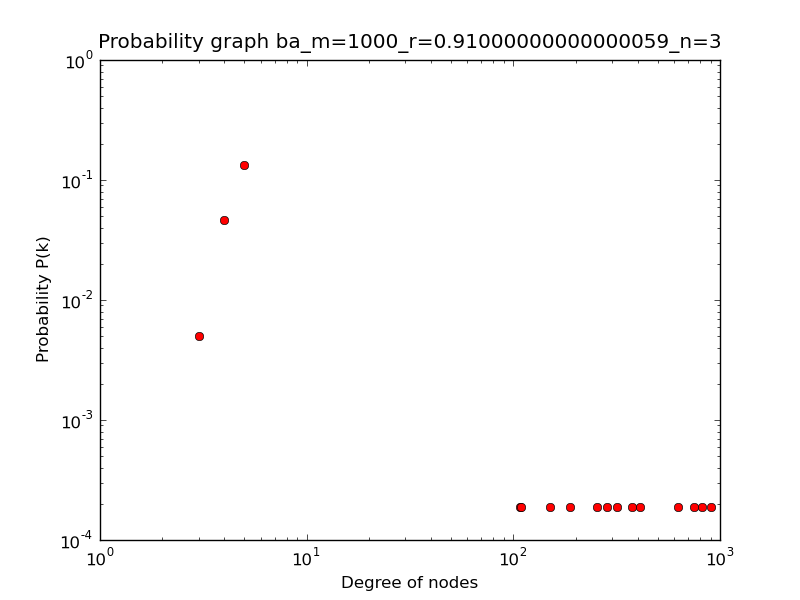 Probability graph ba_m=1000_r=0.91000000000000059_n=3
10^0
10^-1
10^-2
10^-3
10^-4
Probability P(k)
10^0 10^1 10^2 10^3
Degree of nodes